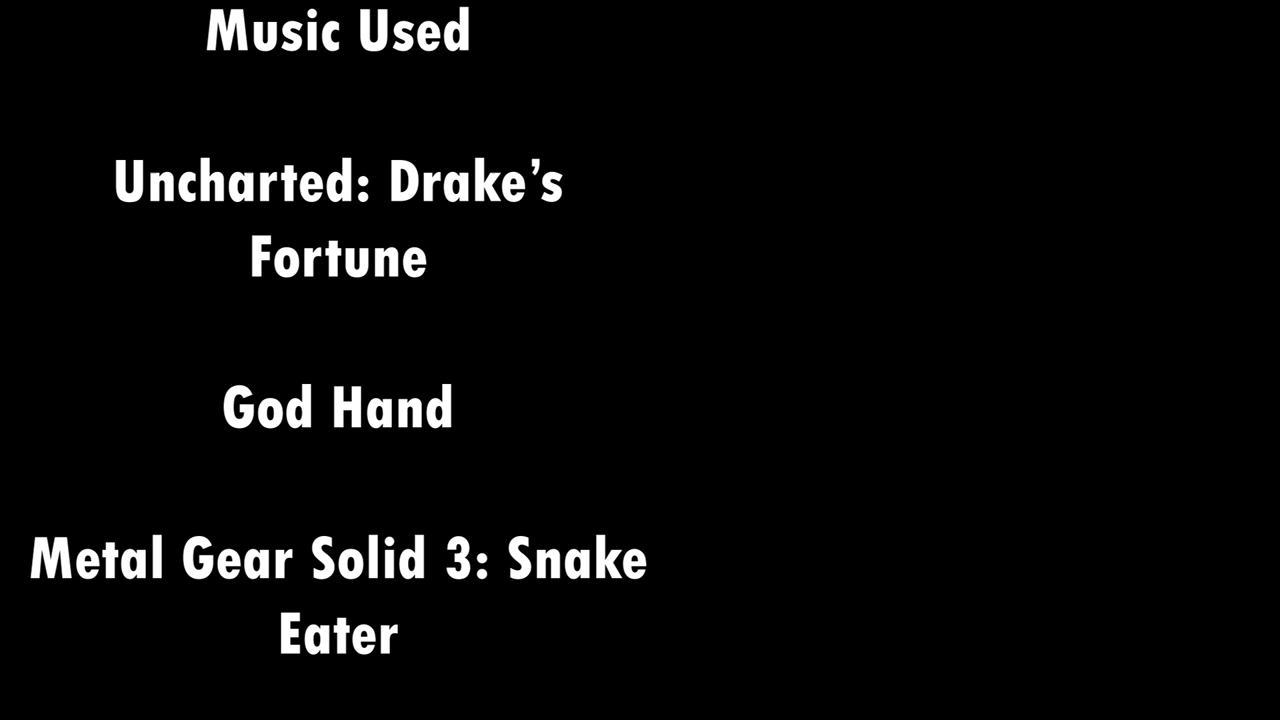 Music Used
Uncharted: Drake’s
Fortune
God Hand
Metal Gear Solid 3: Snake
Eater